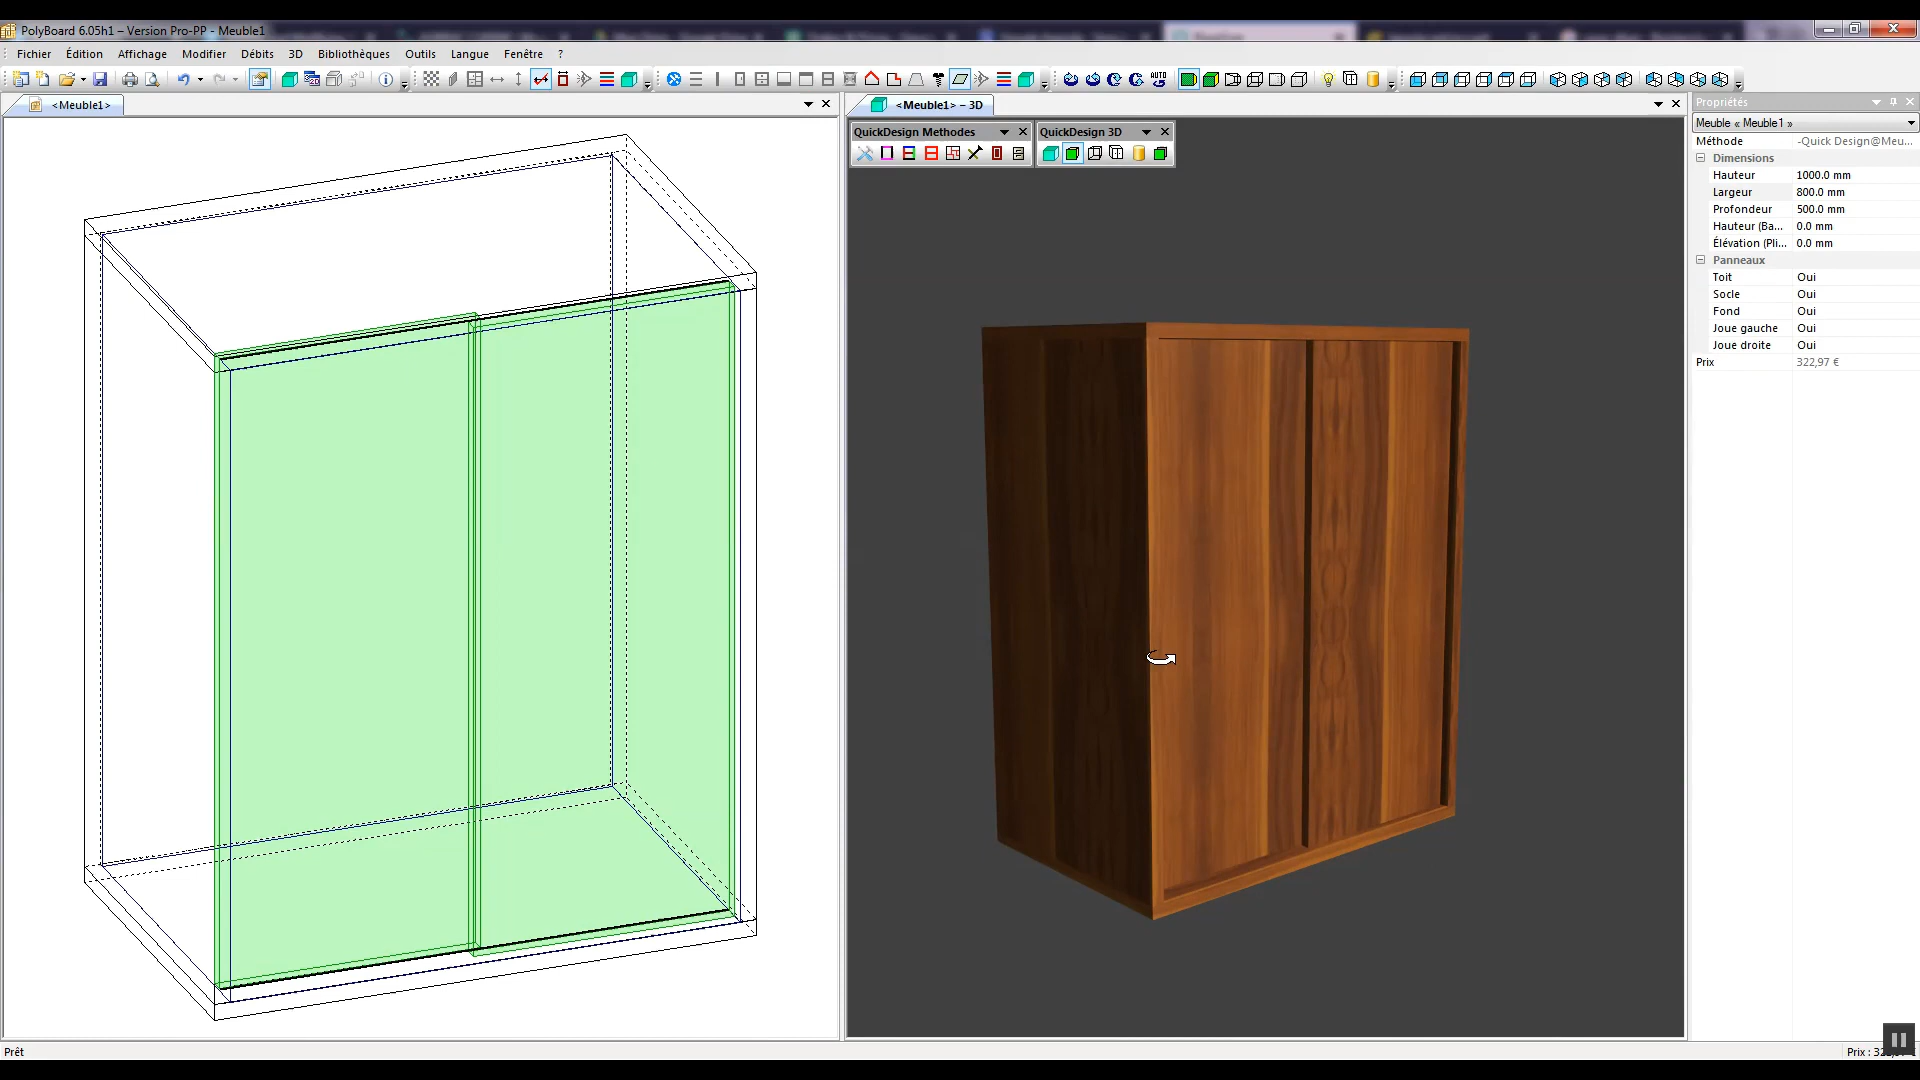 PolyBoard 6.05h1 – Version Pro-PP - Meuble1
Fichier Édition Affichage Modifier Débits 3D Bibliothèques Outils Langue Fenêtre ?
AUTO
<Meuble1>
<Meuble1> – 3D
QuickDesign Methodes
QuickDesign 3D
Propriétés
Meuble « Meuble1 »
Méthode -Quick Design@Meu...
Dimensions
Hauteur 1000.0 mm
Largeur 800.0 mm
Profondeur 500.0 mm
Hauteur (Ba... 0.0 mm
Élévation (Pli... 0.0 mm
Panneaux
Toit Oui
Socle Oui
Fond Oui
Joue gauche Oui
Joue droite Oui
Prix 322,97 €
Prêt
Prix :